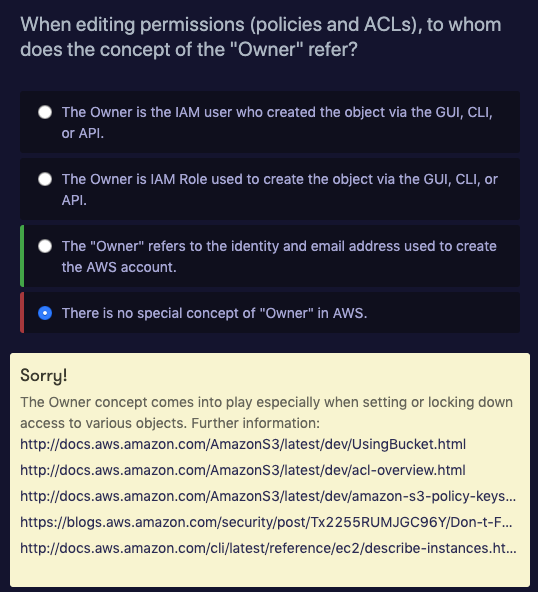 When editing permissions (policies and ACLs), to whom
does the concept of the "Owner" refer?
The Owner is the IAM user who created the object via the GUI, CLI,
or API.
The Owner is IAM Role used to create the object via the GUI, CLI, or
API.
The "Owner" refers to the identity and email address used to create
the AWS account.
There is no special concept of "Owner" in AWS.
Sorry!
The Owner concept comes into play especially when setting or locking down
access to various objects. Further information:
http://docs.aws.amazon.com/AmazonS3/latest/dev/UsingBucket.html
http://docs.aws.amazon.com/AmazonS3/latest/dev/acl-overview.html
http://docs.aws.amazon.com/AmazonS3/latest/dev/amazon-s3-policy-keys...
https://blogs.aws.amazon.com/security/post/Tx2255RUMJGC96Y/Don-t-F...
http://docs.aws.amazon.com/cli/latest/reference/ec2/describe-instances.ht...